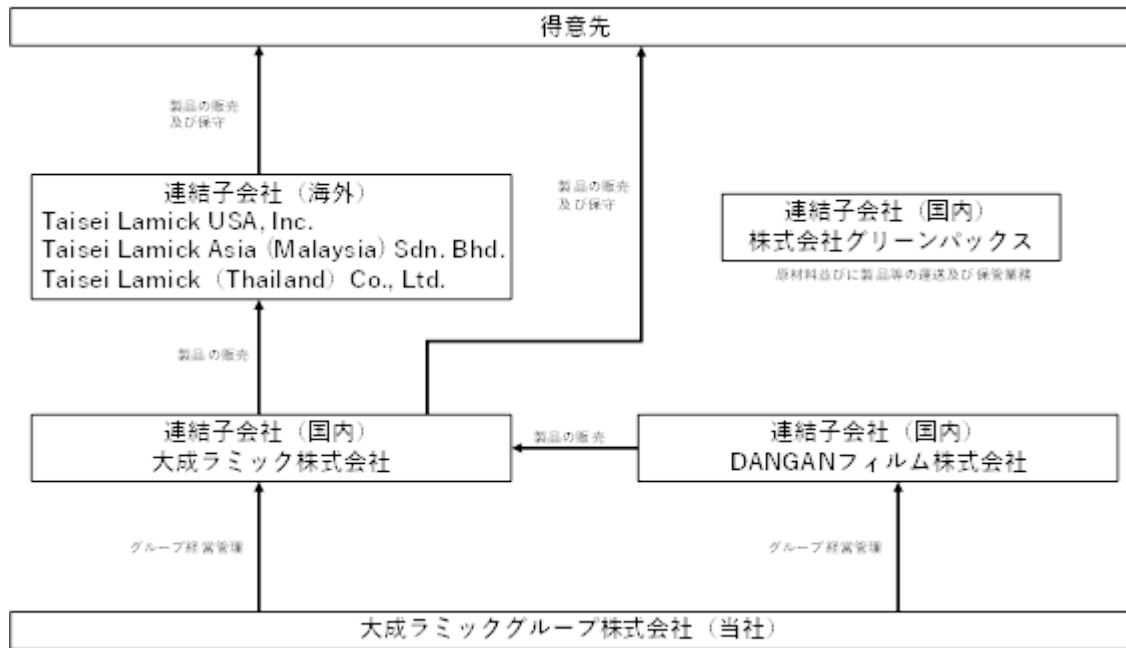 得意先
製品の販売
及び保守
連結子会社（海外）
Taisei Lamick USA, Inc.
Taisei Lamick Asia (Malaysia) Sdn. Bhd.
Taisei Lamick （Thailand）Co., Ltd.
製品の販売
及び保守
連結子会社（国内）
株式会社グリーンパックス
原材料並びに製品等の運送及び保管業務
製品の販売
連結子会社（国内）
大成ラミック株式会社
製品の販売
連結子会社（国内）
DANGANフィルム株式会社
グループ経営管理
グループ経営管理
大成ラミックグループ株式会社（当社）